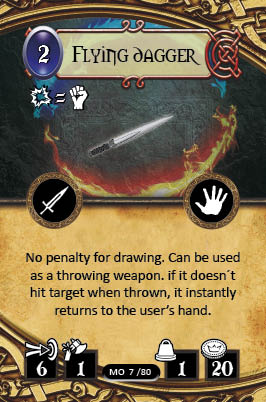 2
FLYING DAGGER
=
No penalty for drawing. Can be used
as a throwing weapon. if it doesn´t
hit target when thrown, it instantly
returns to the user's hand.
6 1 MO 7 /80 1 20